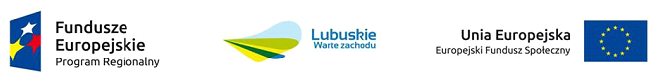 Fundusze
Europejskie
Program Regionalny
Lubuskie
Warte zachodu
Unia Europejska
Europejski Fundusz Społeczny